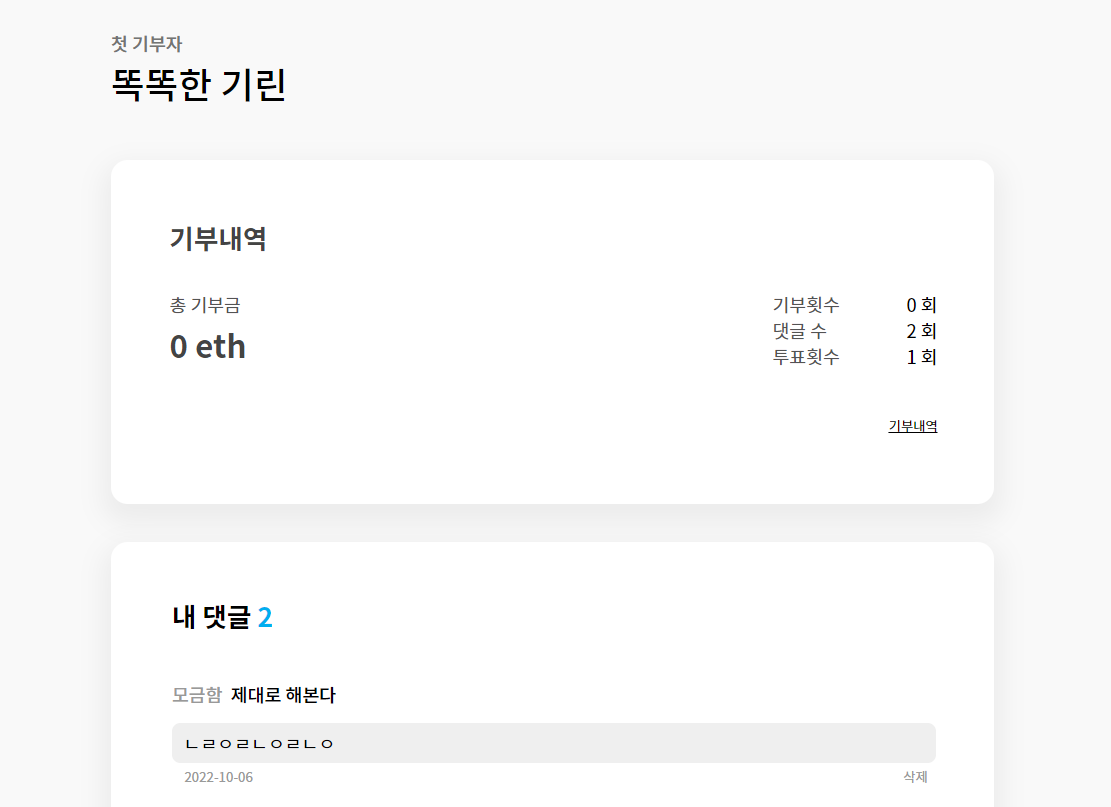 첫 기부자
똑똑한 기린
기부내역
총 기부금
0 eth
기부횟수 0 회
댓글 수 2 회
투표횟수 1 회
기부내역
내 댓글 2
모금함 제대로 해본다
ㄴㄹㅇㄹㄴㅇㄹㄴㅇ
2022-10-06 삭제